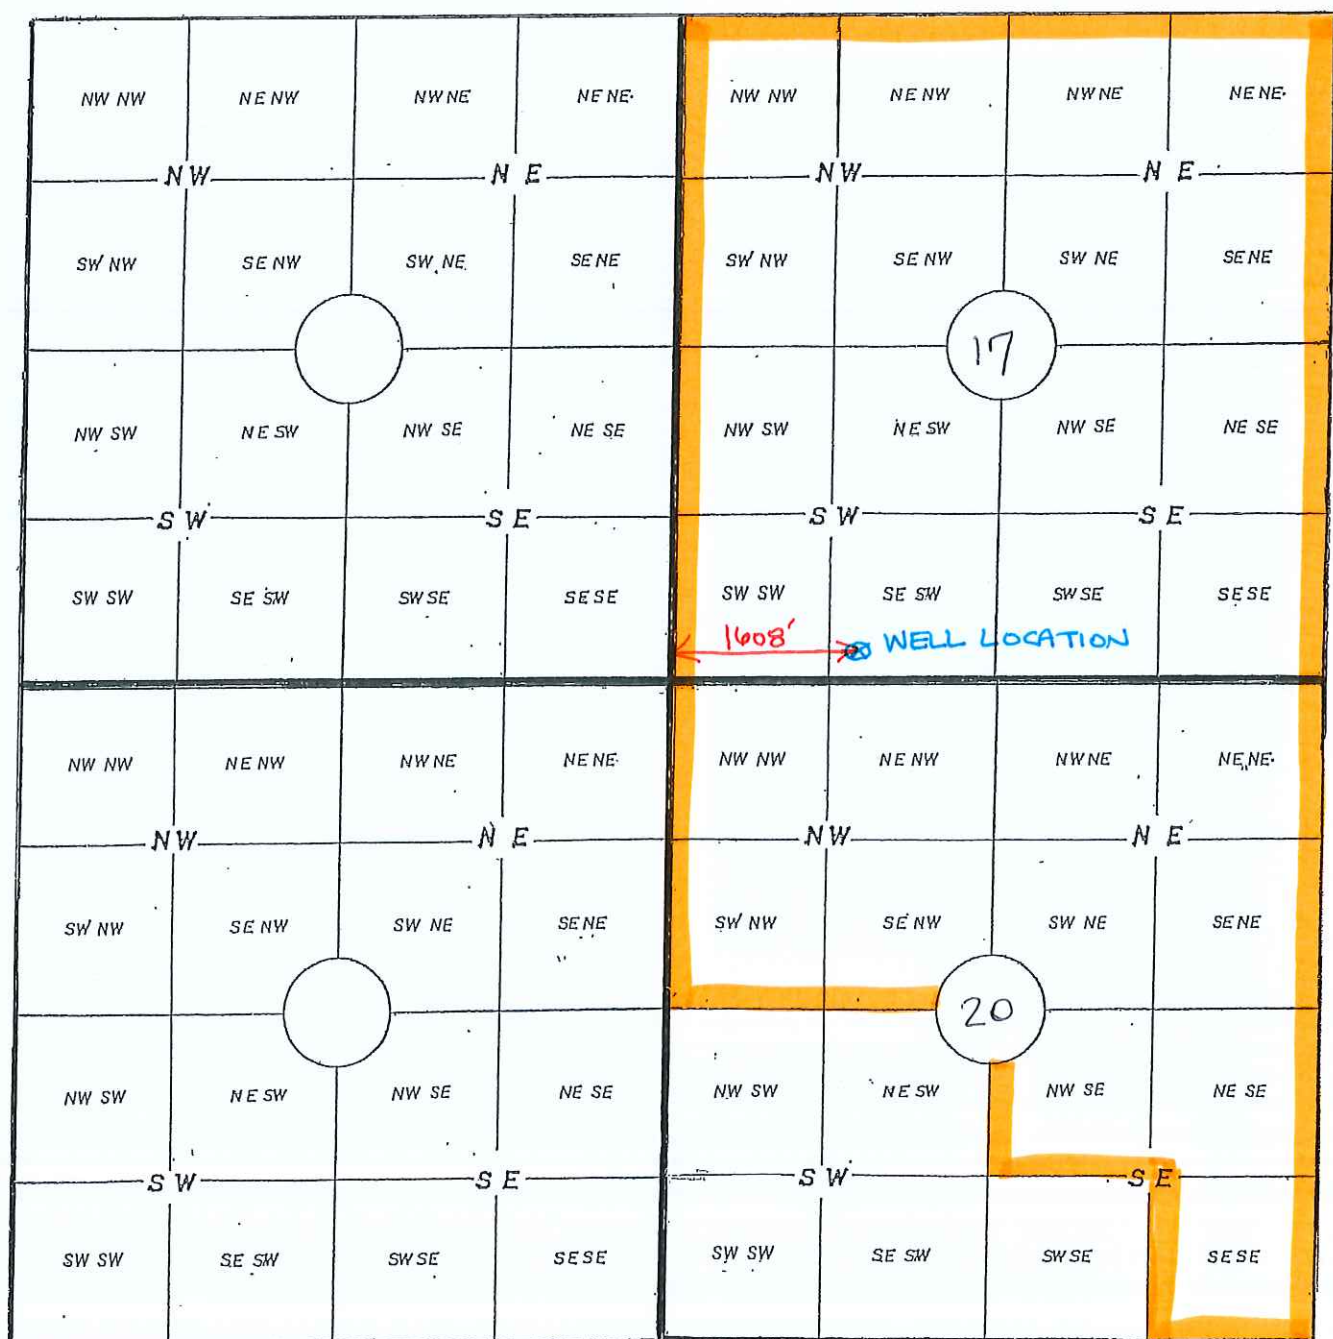 NW NW NE NW NW NE NE NE NW NW NE NW NW NE NE NE
NW N E NW N E
SW NW SE NW SW NE SE NE SW NW SE NW SW NE SE NE
17
NW SW NE SW NW SE NE SE NW SW NE SW NW SE NE SE
SW SE SW SE
SW SW SE SW SW SE SE SE SW SW SE SW SW SE SE SE
1608' WELL LOCATION
NW NW NE NW NW NE NE NE NW NW NE NW NW NE NE NE
NW N E NW N E
SW NW SE NW SW NE SE NE SW NW SE NW SW NE SE NE
20
NW SW NE SW NW SE NE SE NW SW NE SW NW SE NE SE
SW SE SW SE
SW SW SE SW SW SE SE SE SW SW SE SW SW SE SE SE